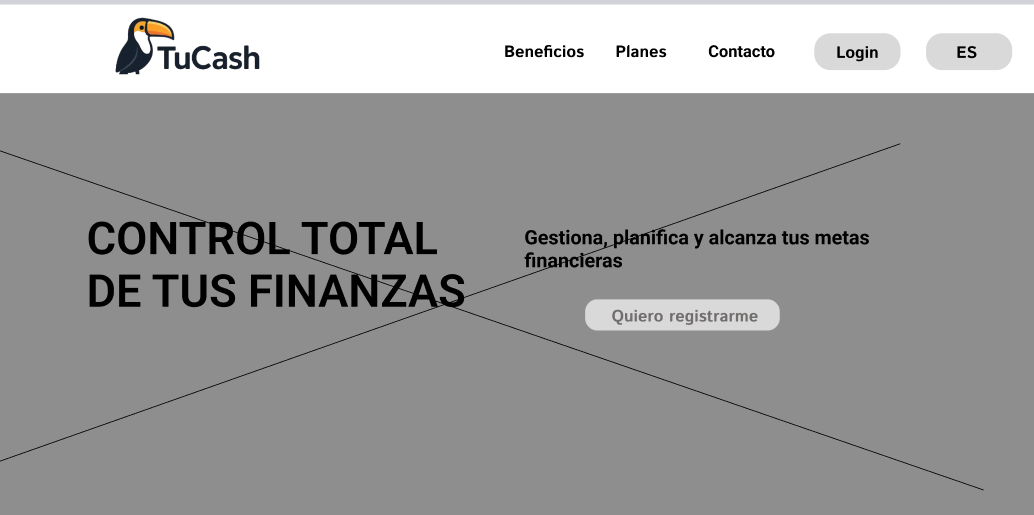 TuCash
Beneficios
Planes
Contacto
Login
ES
CONTROL TOTAL
DE TUS FINANZAS
Gestiona, planifica y alcanza tus metas
financieras
Quiero registrarme